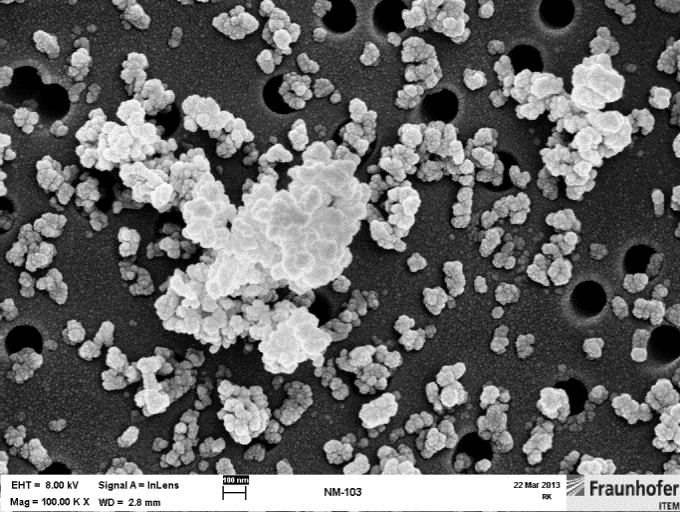 EHT = 8.00 kV
Signal A = InLens
100 nm
22 Mar 2013
Fraunhofer
Mag = 100.00 K X
WD = 2.8 mm
NM-103
RK
ITEM